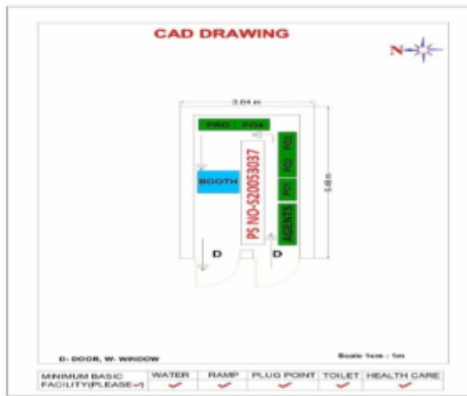 CAD DRAWING
N
3.04 m
PRO PO4
PO3
PO2
PO1
AGENTS
BOOTH
PS NO-S20053037
D D
D- DOOR, W- WINDOW
Scale 1cm - 1m
MINIMUM BASIC FACILITY(PLEASE✓) WATER RAMP PLUG POINT TOILET HEALTH CARE
✓ ✓ ✓ ✓ ✓